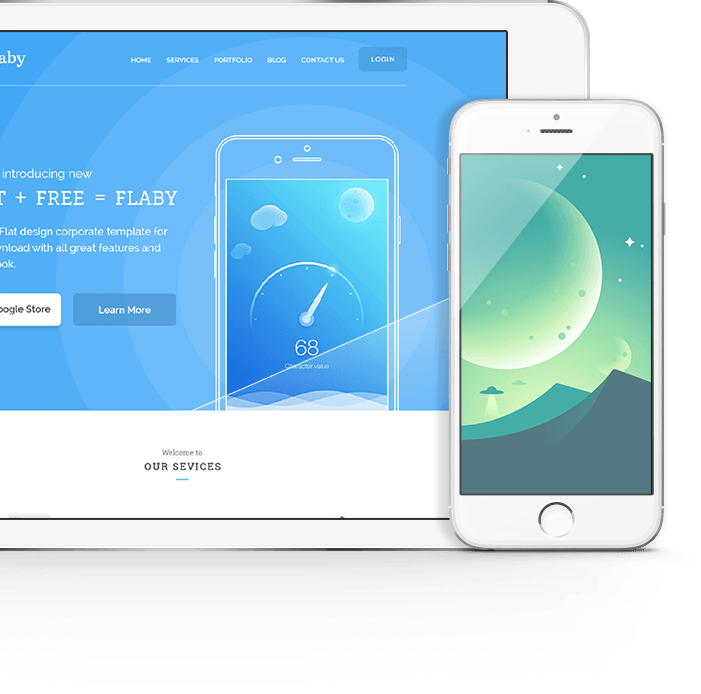 aby
HOME SERVICES PORTFOLIO BLOG CONTACT US LOGIN
introducing new
T + FREE = FLABY
Flat design corporate template for
wnload with all great features and
ook.
oogle Store Learn More
68
Character value
Welcome to
OUR SEVICES